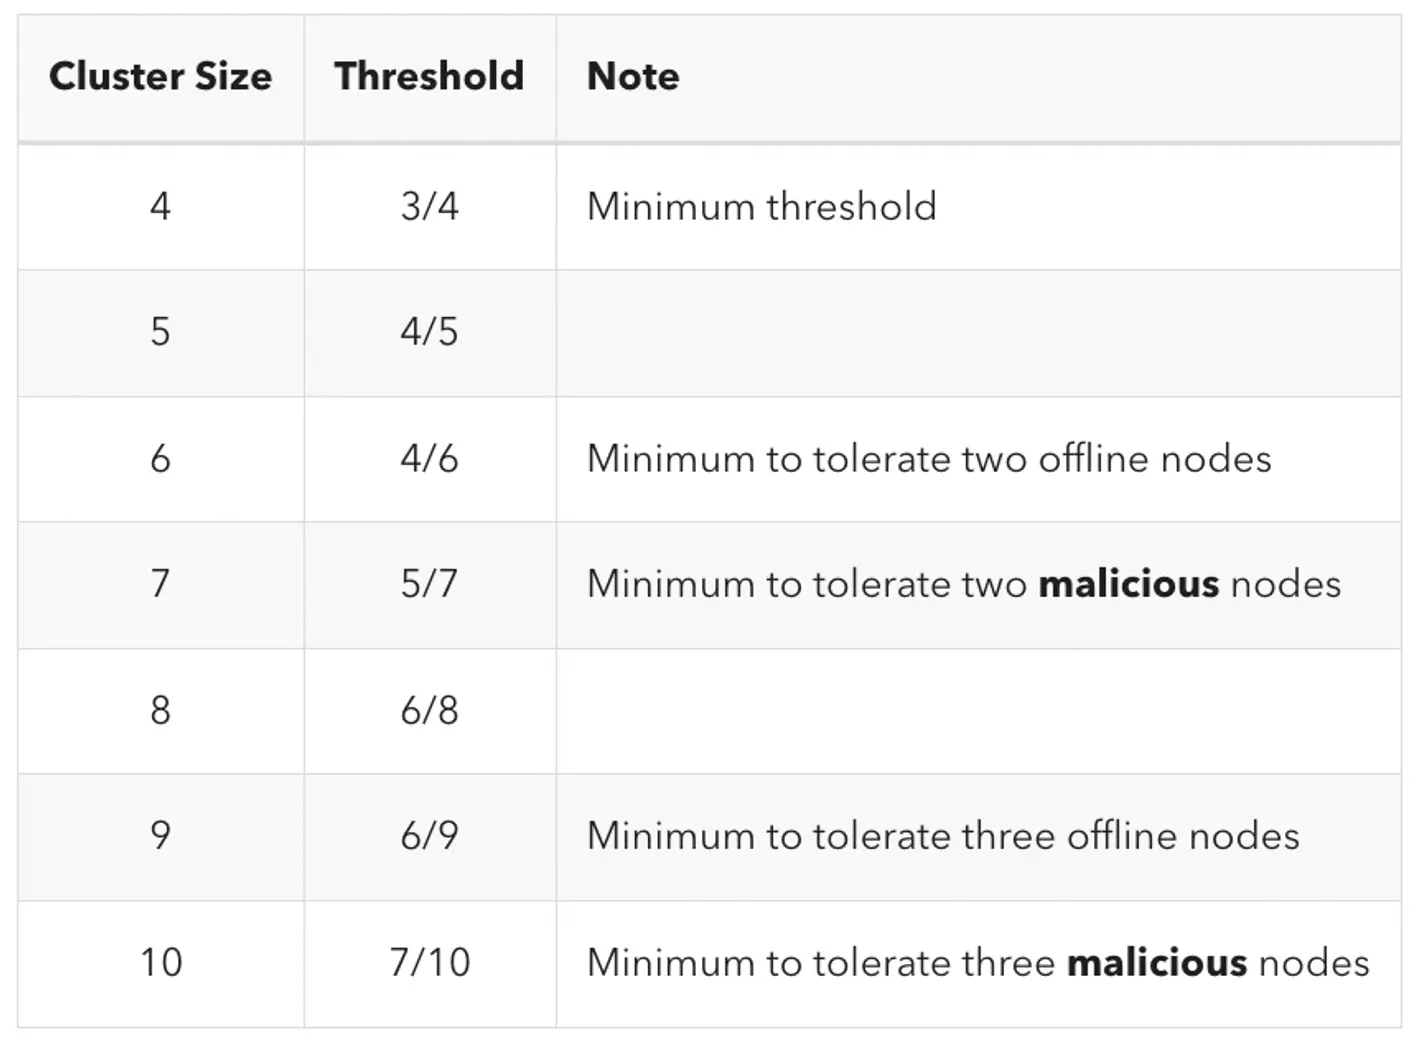 Cluster Size Threshold Note
4 3/4 Minimum threshold
5 4/5
6 4/6 Minimum to tolerate two offline nodes
7 5/7 Minimum to tolerate two malicious nodes
8 6/8
9 6/9 Minimum to tolerate three offline nodes
10 7/10 Minimum to tolerate three malicious nodes